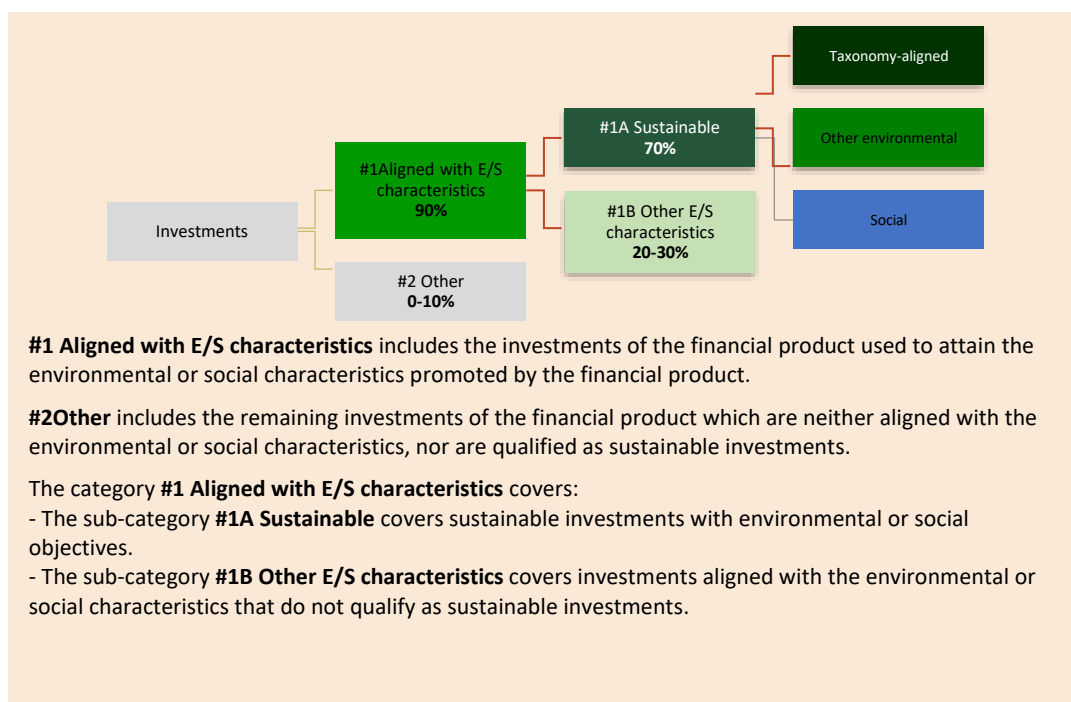 Taxonomy-aligned
#1A Sustainable
70%
Other environmental
#1Aligned with E/S
characteristics
90%
#1B Other E/S
characteristics
20-30%
Social
Investments
#2 Other
0-10%
#1 Aligned with E/S characteristics includes the investments of the financial product used to attain the
environmental or social characteristics promoted by the financial product.
#2Other includes the remaining investments of the financial product which are neither aligned with the
environmental or social characteristics, nor are qualified as sustainable investments.
The category #1 Aligned with E/S characteristics covers:
- The sub-category #1A Sustainable covers sustainable investments with environmental or social
objectives.
- The sub-category #1B Other E/S characteristics covers investments aligned with the environmental or
social characteristics that do not qualify as sustainable investments.